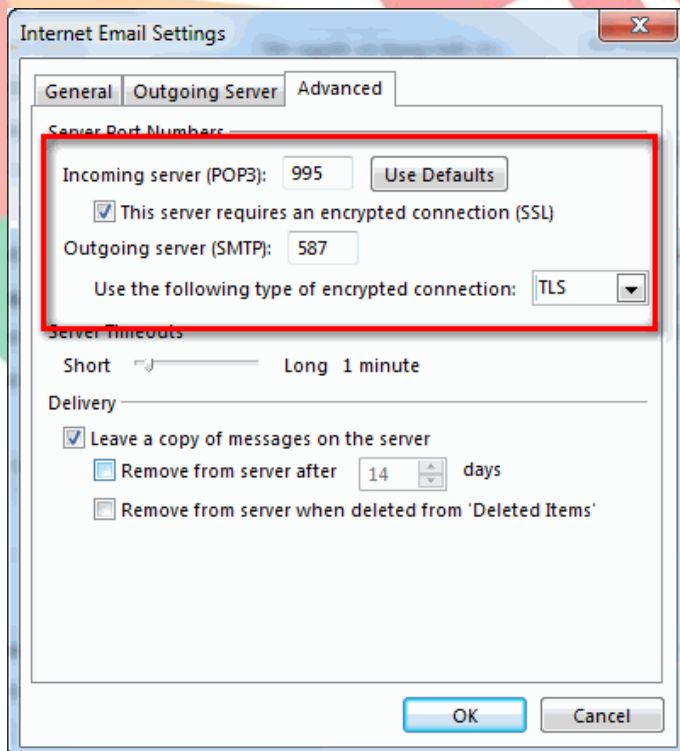 Internet Email Settings
General Outgoing Server Advanced
Server Port Numbers
Incoming server (POP3): 995 Use Defaults
This server requires an encrypted connection (SSL)
Outgoing server (SMTP): 587
Use the following type of encrypted connection: TLS
Server Timeouts
Short Long 1 minute
Delivery
Leave a copy of messages on the server
Remove from server after 14 days
Remove from server when deleted from 'Deleted Items'
OK Cancel